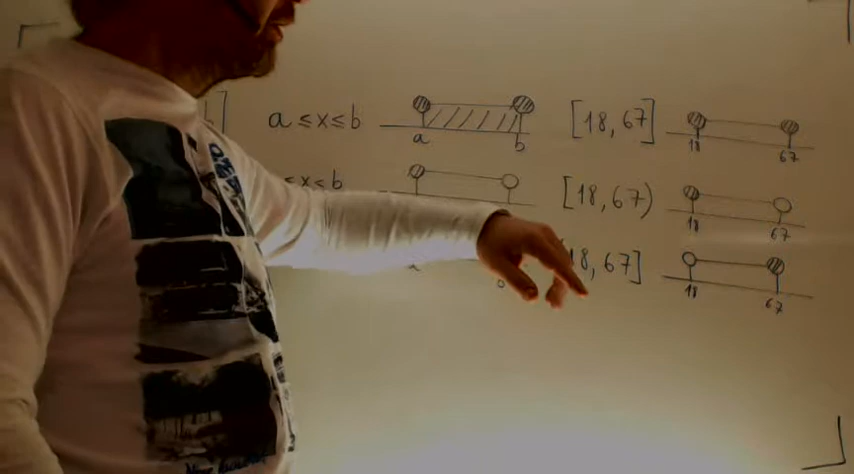 a ≤ x ≤ b a b [18, 67] 18 67
≤ x < b [18, 67) 18 67
18, 67] 18 67